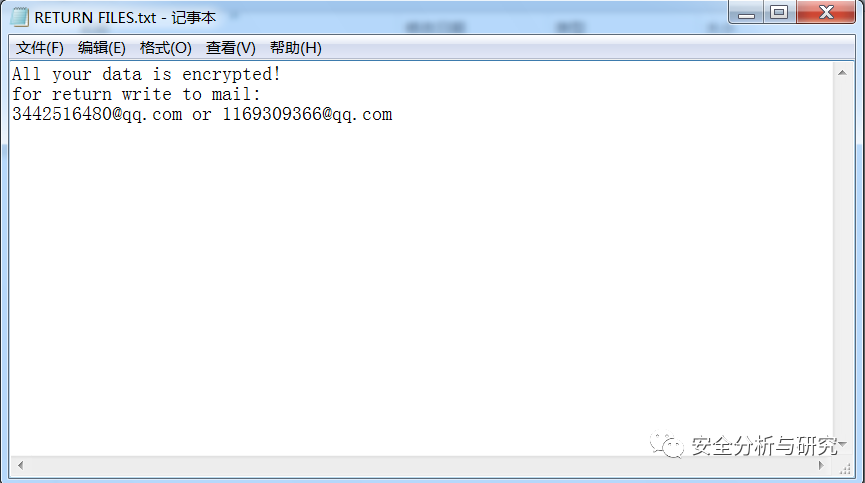 RETURN FILES.txt - 记事本
文件(F) 编辑(E) 格式(O) 查看(V) 帮助(H)
All your data is encrypted!
for return write to mail:
3442516480@qq.com or 1169309366@qq.com
安全分析与研究